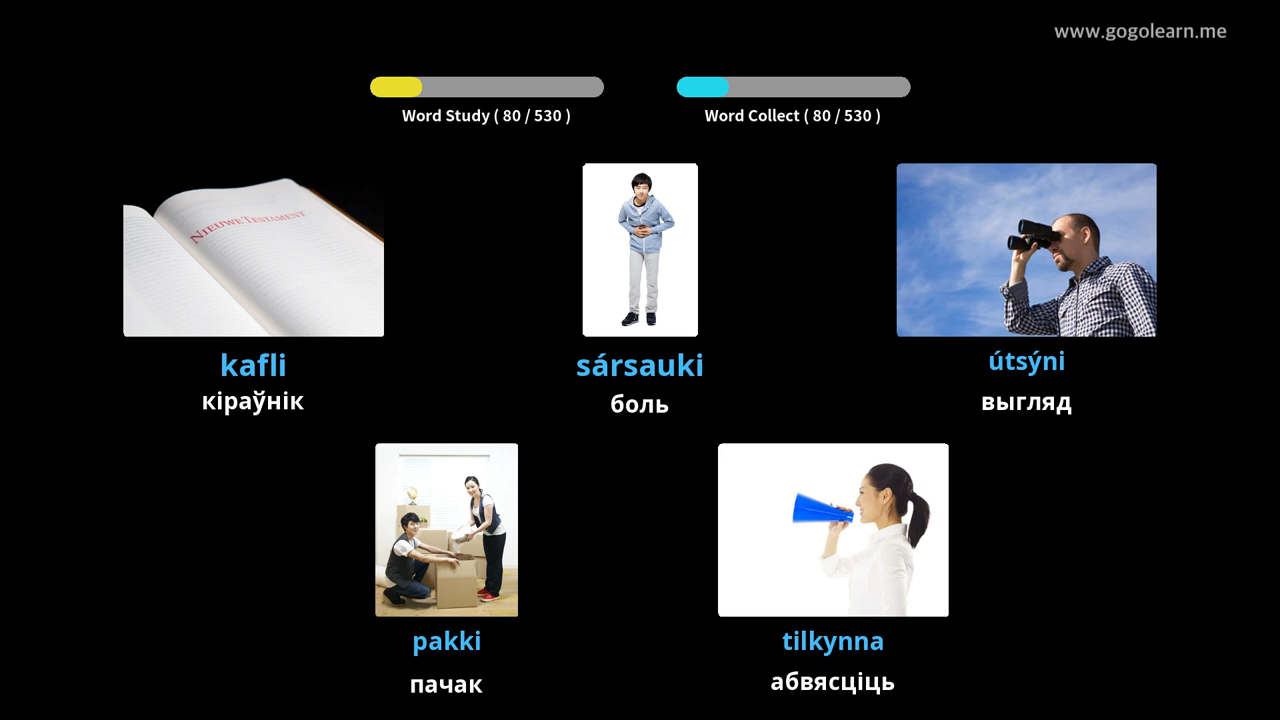 www.gogolearn.me
Word Study ( 80 / 530 )
Word Collect ( 80 / 530 )
NIEUWE TESTAMENT
kafli
кіраўнік
sársauki
боль
útsýni
выгляд
pakki
пачак
tilkynna
абвясціць